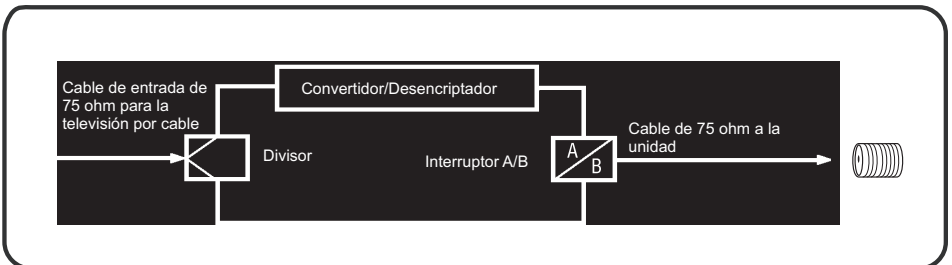 Cable de entrada de
75 ohm para la
televisión por cable
Convertidor/Desencriptador
Divisor
Interruptor A/B
A
B
Cable de 75 ohm a la
unidad